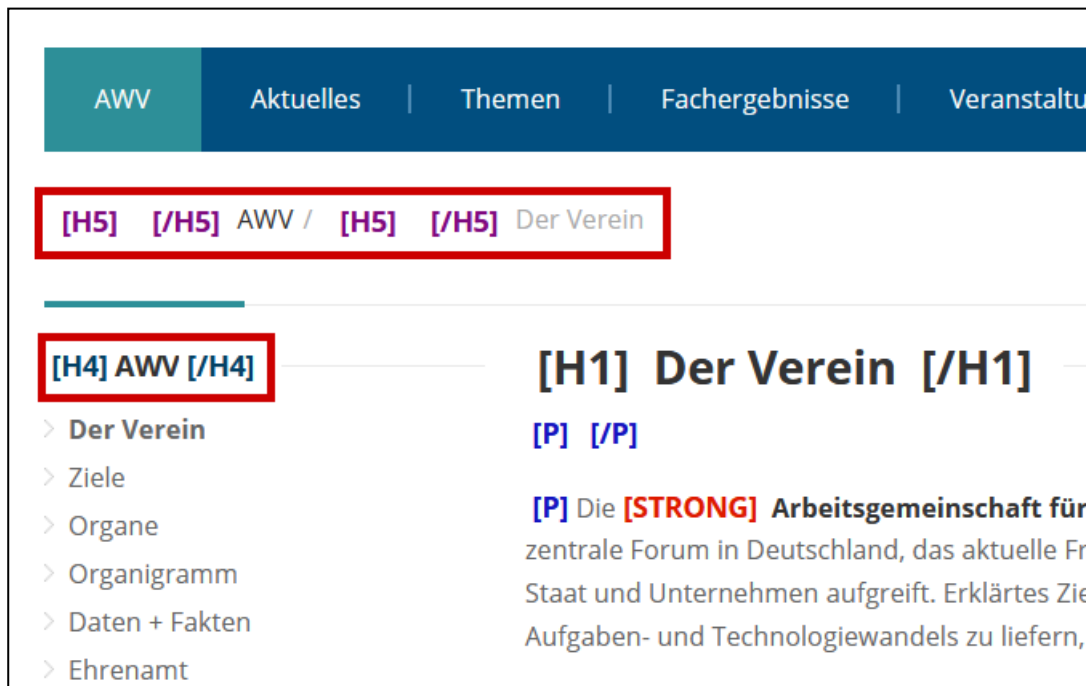 AWV Aktuelles | Themen | Fachergebnisse | Veranstaltu
[H5] [/H5] AWV / [H5] [/H5] Der Verein
[H4] AWV [/H4]
Der Verein
Ziele
Organe
Organigramm
Daten + Fakten
Ehrenamt
[H1] Der Verein [/H1]
[P] [/P]
[P] Die [STRONG] Arbeitsgemeinschaft für
zentrale Forum in Deutschland, das aktuelle Fr
Staat und Unternehmen aufgreift. Erklärtes Zie
Aufgaben- und Technologiewandels zu liefern,